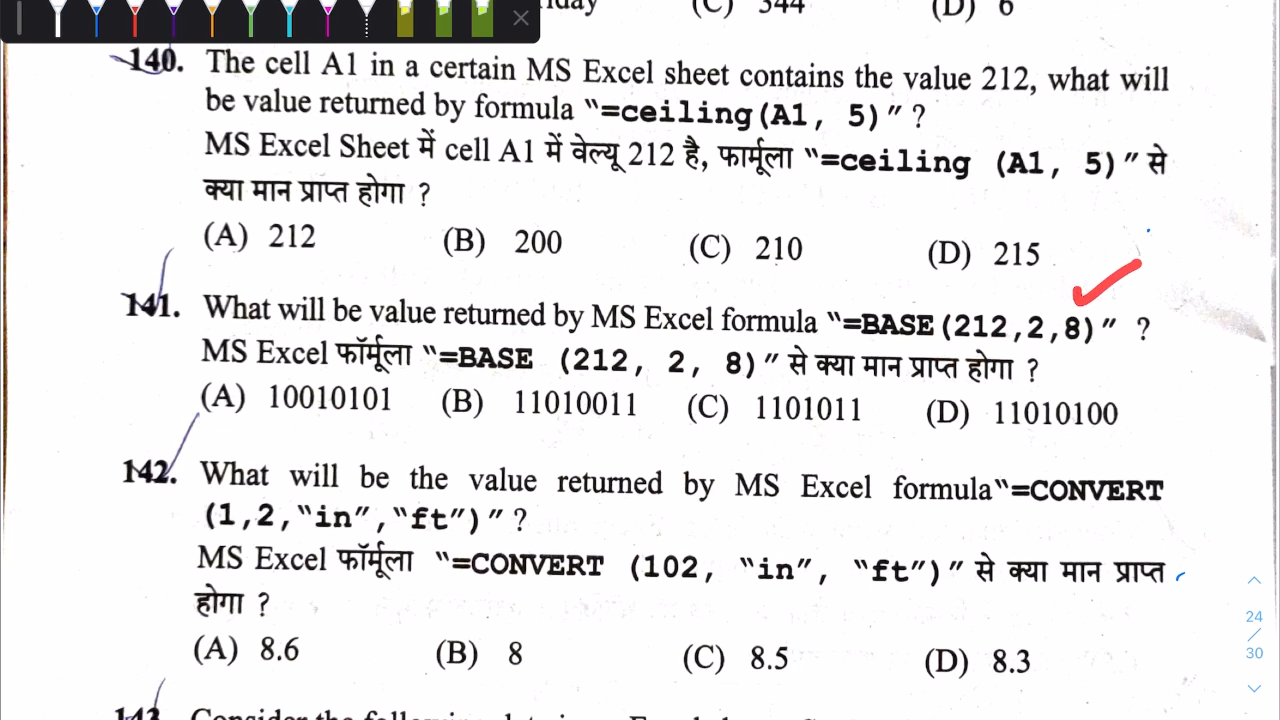 (C) 344 (D) 6
140. The cell A1 in a certain MS Excel sheet contains the value 212, what will
be value returned by formula "=ceiling(A1, 5)" ?
MS Excel Sheet में cell A1 में वेल्यू 212 है, फार्मूला "=ceiling (A1, 5)" से
क्या मान प्राप्त होगा ?
(A) 212 (B) 200 (C) 210 (D) 215
141. What will be value returned by MS Excel formula "=BASE(212,2,8)" ?
MS Excel फॉर्मूला "=BASE (212, 2, 8)" से क्या मान प्राप्त होगा ?
(A) 10010101 (B) 11010011 (C) 1101011 (D) 11010100
142. What will be the value returned by MS Excel formula"=CONVERT
(1,2,"in","ft")" ?
MS Excel फॉर्मूला "=CONVERT (102, "in", "ft")" से क्या मान प्राप्त
होगा ?
(A) 8.6 (B) 8 (C) 8.5 (D) 8.3
24
/
30